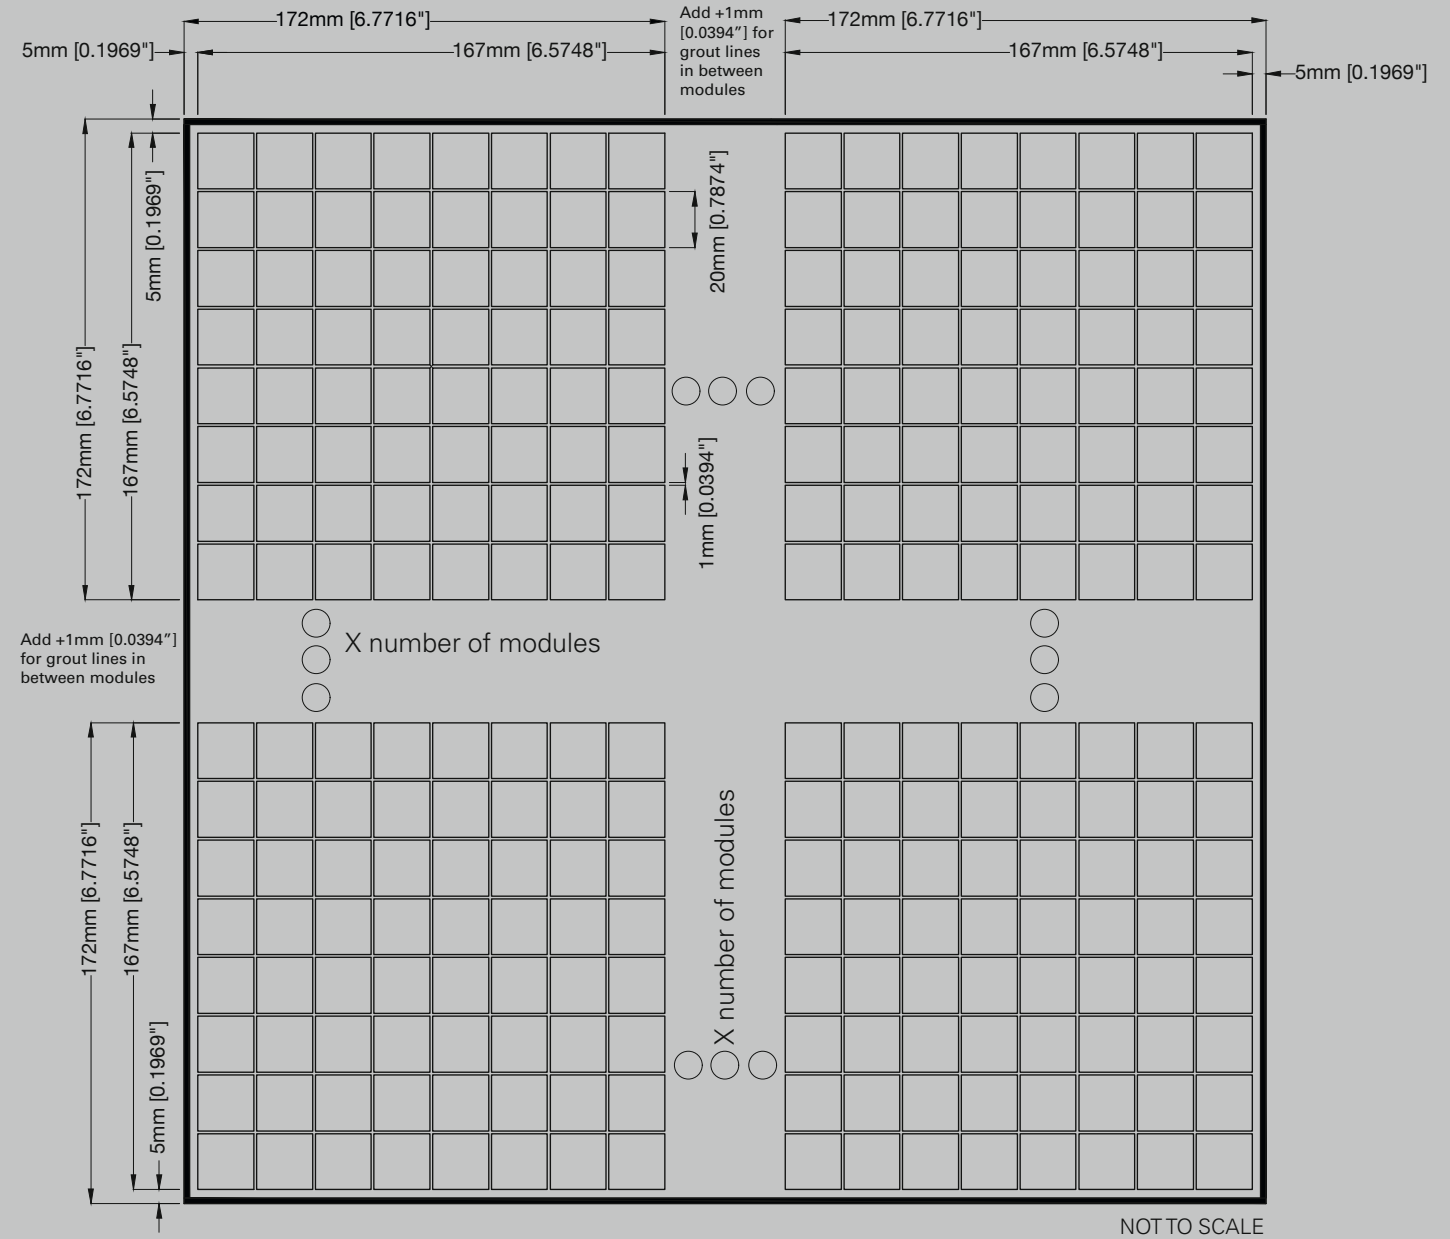 172mm [6.7716"]
Add +1mm
[0.0394”] for
grout lines
in between
modules
172mm [6.7716"]
5mm [0.1969"]
167mm [6.5748"]
167mm [6.5748"]
5mm [0.1969"]
5mm [0.1969"]
20mm [0.7874"]
172mm [6.7716"]
167mm [6.5748"]
1mm [0.0394"]
Add +1mm [0.0394”]
for grout lines in
between modules
X number of modules
172mm [6.7716"]
167mm [6.5748"]
X number of modules
5mm [0.1969"]
NOT TO SCALE